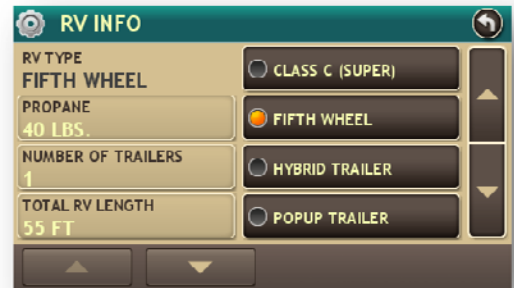 RV INFO
RV TYPE
FIFTH WHEEL
PROPANE
40 LBS.
NUMBER OF TRAILERS
1
TOTAL RV LENGTH
55 FT
CLASS C (SUPER)
FIFTH WHEEL
HYBRID TRAILER
POPUP TRAILER